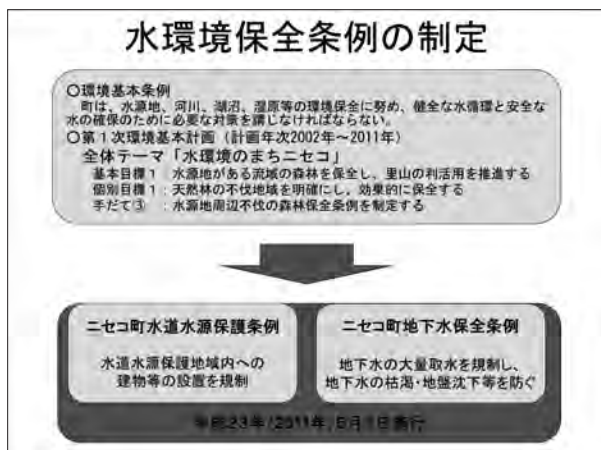 水環境保全条例の制定
○環境基本条例
町は、水源地、河川、湖沼、湿原等の環境保全に努め、健全な水循環と安全な
水の確保のために必要な対策を講じなければならない。
○第1次環境基本計画（計画年次2002年～2011年）
全体テーマ「水環境のまちニセコ」
基本目標1：水源地がある流域の森林を保全し、里山の利活用を推進する
個別目標1：天然林の不伐地域を明確にし、効果的に保全する
手だて③：水源地周辺不伐の森林保全条例を制定する
ニセコ町水道水源保護条例
水道水源保護地域内への
建物等の設置を規制
ニセコ町地下水保全条例
地下水の大量取水を規制し、
地下水の枯渇・地盤沈下等を防ぐ
平成23年/2011年